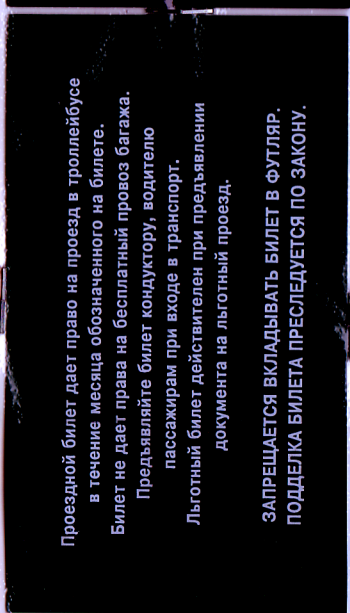 Проездной билет дает право на проезд в троллейбусе
в течение месяца обозначенного на билете.
Билет не дает права на бесплатный провоз багажа.
Предъявляйте билет кондуктору, водителю
пассажирам при входе в транспорт.
Льготный билет действителен при предъявлении
документа на льготный проезд.
ЗАПРЕЩАЕТСЯ ВКЛАДЫВАТЬ БИЛЕТ В ФУТЛЯР.
ПОДДЕЛКА БИЛЕТА ПРЕСЛЕДУЕТСЯ ПО ЗАКОНУ.